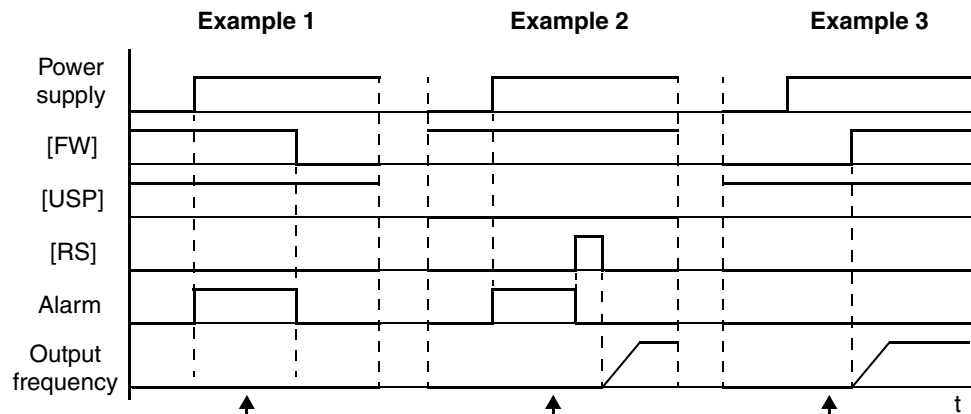 Example 1
Example 2
Example 3
Power
supply
[FW]
[USP]
[RS]
Alarm
Output
frequency
t